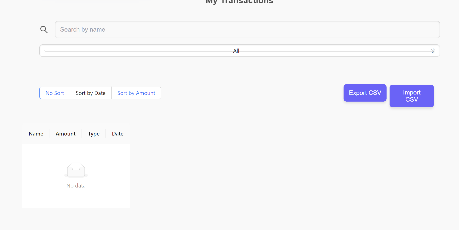 My Transactions
Search by name
All
No Sort Sort by Date Sort by Amount
Export CSV
Import
CSV
Name Amount Type Date
No data